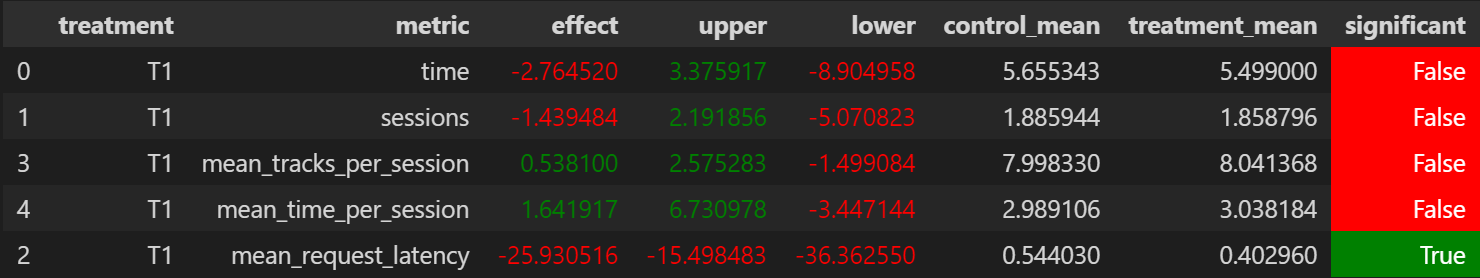 treatment metric effect upper lower control_mean treatment_mean significant
0 T1 time -2.764520 3.375917 -8.904958 5.655343 5.499000 False
1 T1 sessions -1.439484 2.191856 -5.070823 1.885944 1.858796 False
3 T1 mean_tracks_per_session 0.538100 2.575283 -1.499084 7.998330 8.041368 False
4 T1 mean_time_per_session 1.641917 6.730978 -3.447144 2.989106 3.038184 False
2 T1 mean_request_latency -25.930516 -15.498483 -36.362550 0.544030 0.402960 True